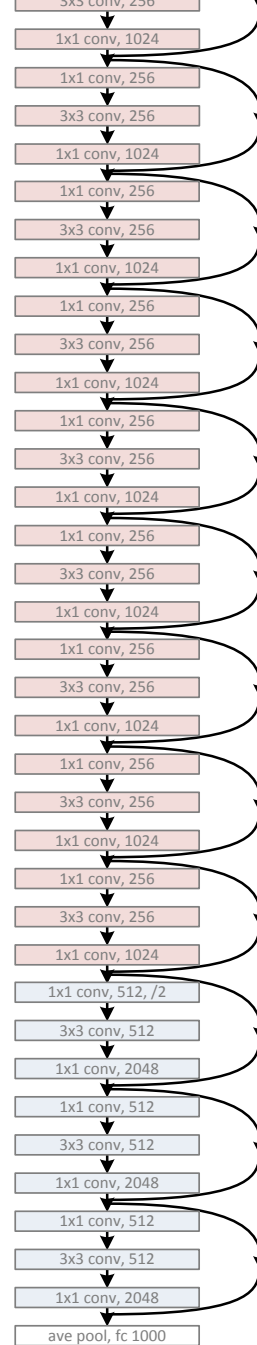 3x3 conv, 256
1x1 conv, 1024
1x1 conv, 256
3x3 conv, 256
1x1 conv, 1024
1x1 conv, 256
3x3 conv, 256
1x1 conv, 1024
1x1 conv, 256
3x3 conv, 256
1x1 conv, 1024
1x1 conv, 256
3x3 conv, 256
1x1 conv, 1024
1x1 conv, 256
3x3 conv, 256
1x1 conv, 1024
1x1 conv, 256
3x3 conv, 256
1x1 conv, 1024
1x1 conv, 256
3x3 conv, 256
1x1 conv, 1024
1x1 conv, 256
3x3 conv, 256
1x1 conv, 1024
1x1 conv, 512, /2
3x3 conv, 512
1x1 conv, 2048
1x1 conv, 512
3x3 conv, 512
1x1 conv, 2048
1x1 conv, 512
3x3 conv, 512
1x1 conv, 2048
ave pool, fc 1000